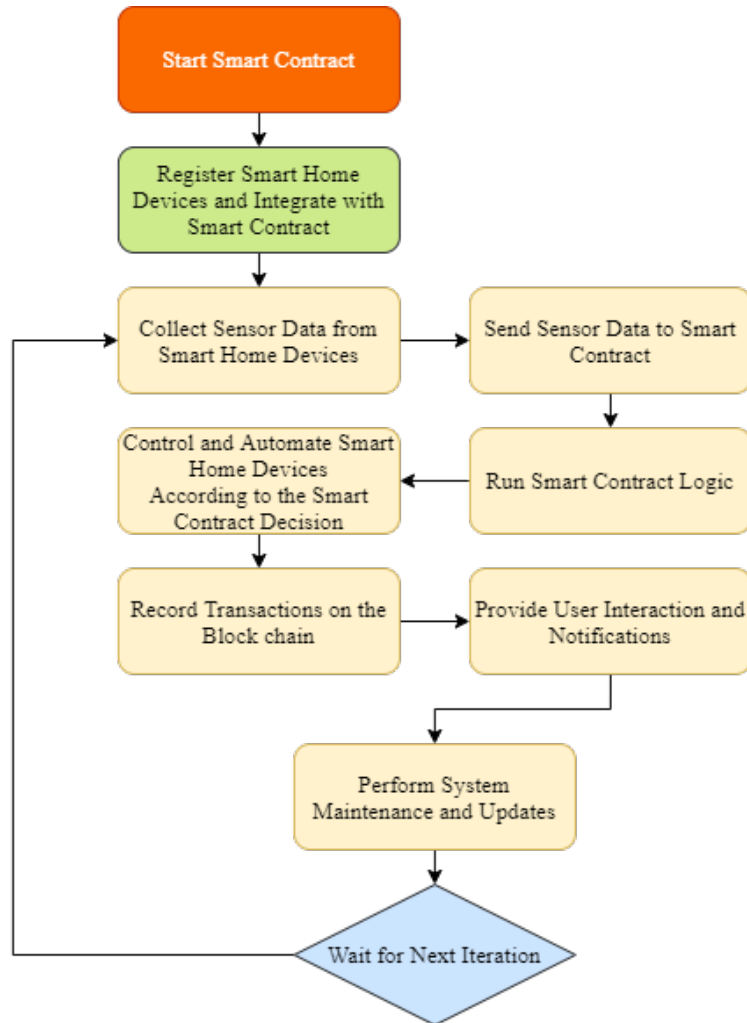 Start Smart Contract
Register Smart Home
Devices and Integrate with
Smart Contract
Collect Sensor Data from
Smart Home Devices
Send Sensor Data to Smart
Contract
Run Smart Contract Logic
Control and Automate Smart
Home Devices
According to the Smart
Contract Decision
Record Transactions on the
Block chain
Provide User Interaction and
Notifications
Perform System
Maintenance and Updates
Wait for Next Iteration